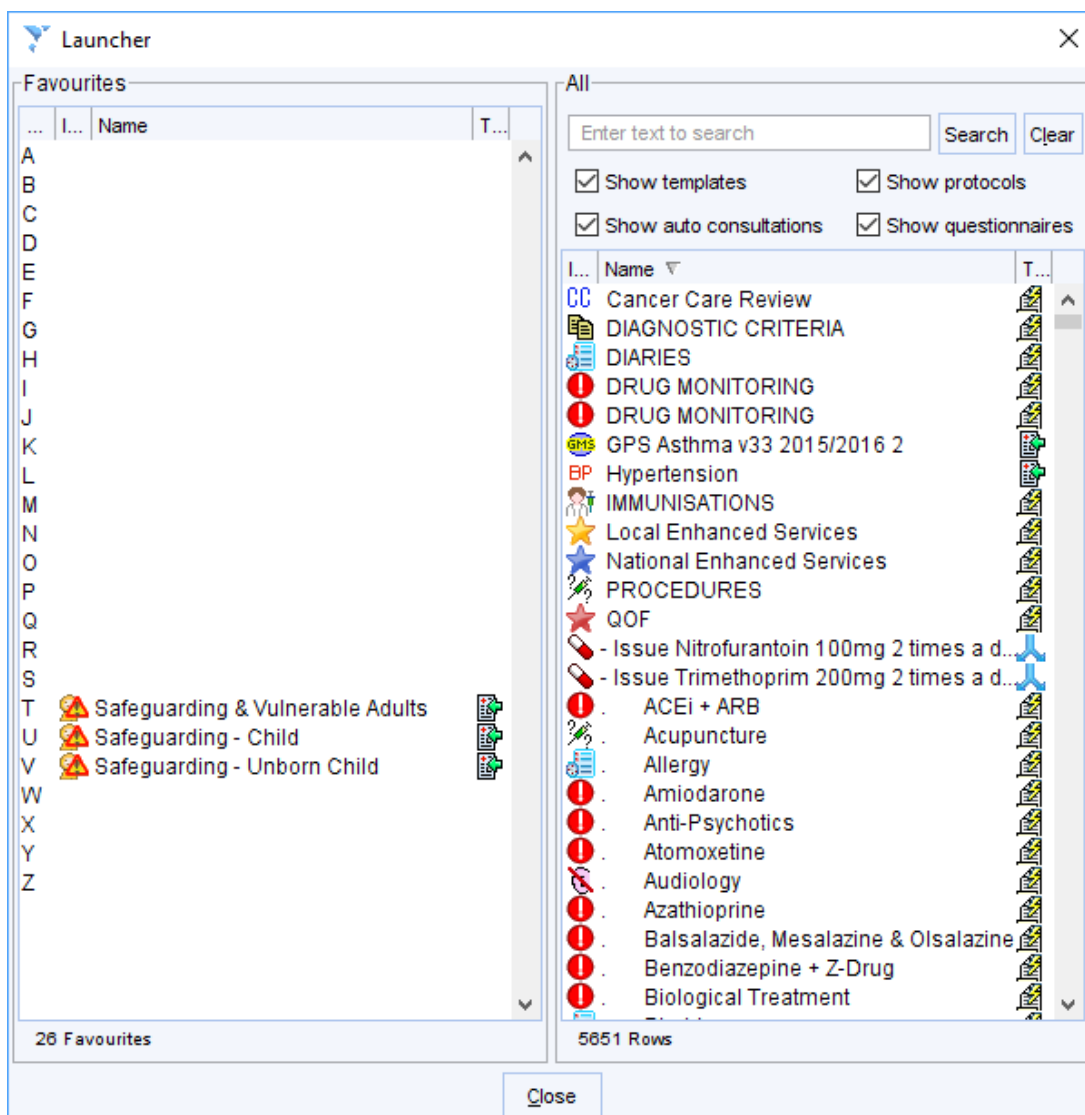 Launcher
Favourites
... I... Name T...
A
B
C
D
E
F
G
H
I
J
K
L
M
N
O
P
Q
R
S
T Safeguarding & Vulnerable Adults
U Safeguarding - Child
V Safeguarding - Unborn Child
W
X
Y
Z
26 Favourites
All
Enter text to search Search Clear
Show templates Show protocols
Show auto consultations Show questionnaires
I... Name T...
CC Cancer Care Review
DIAGNOSTIC CRITERIA
DIARIES
DRUG MONITORING
DRUG MONITORING
GMS GPS Asthma v33 2015/2016 2
BP Hypertension
IMMUNISATIONS
Local Enhanced Services
National Enhanced Services
PROCEDURES
QOF
- Issue Nitrofurantoin 100mg 2 times a d...
- Issue Trimethoprim 200mg 2 times a d...
. ACEi + ARB
. Acupuncture
. Allergy
. Amiodarone
. Anti-Psychotics
. Atomoxetine
. Audiology
. Azathioprine
. Balsalazide, Mesalazine & Olsalazine
. Benzodiazepine + Z-Drug
. Biological Treatment
5651 Rows
Close